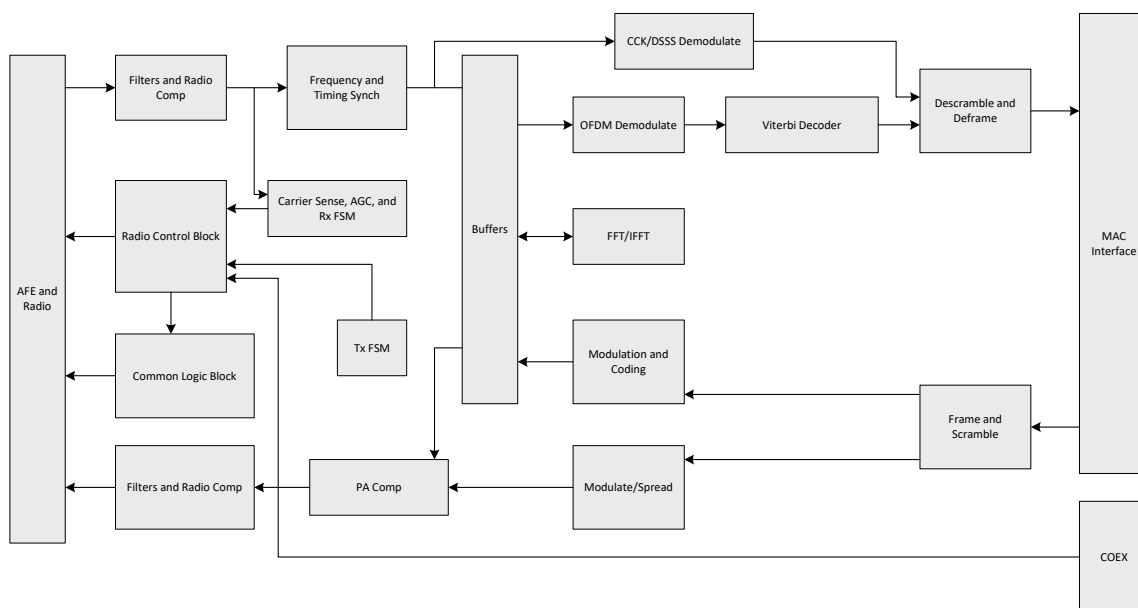 CCK/DSSS Demodulate
Filters and Radio
Comp
Frequency and
Timing Synch
Descramble and
Deframe
OFDM Demodulate
Viterbi Decoder
Carrier Sense, AGC, and
Rx FSM
Radio Control Block
Buffers
FFT/IFFT
MAC
Interface
AFE and
Radio
Tx FSM
Common Logic Block
Modulation and
Coding
Frame and
Scramble
Filters and Radio Comp
PA Comp
Modulate/Spread
COEX